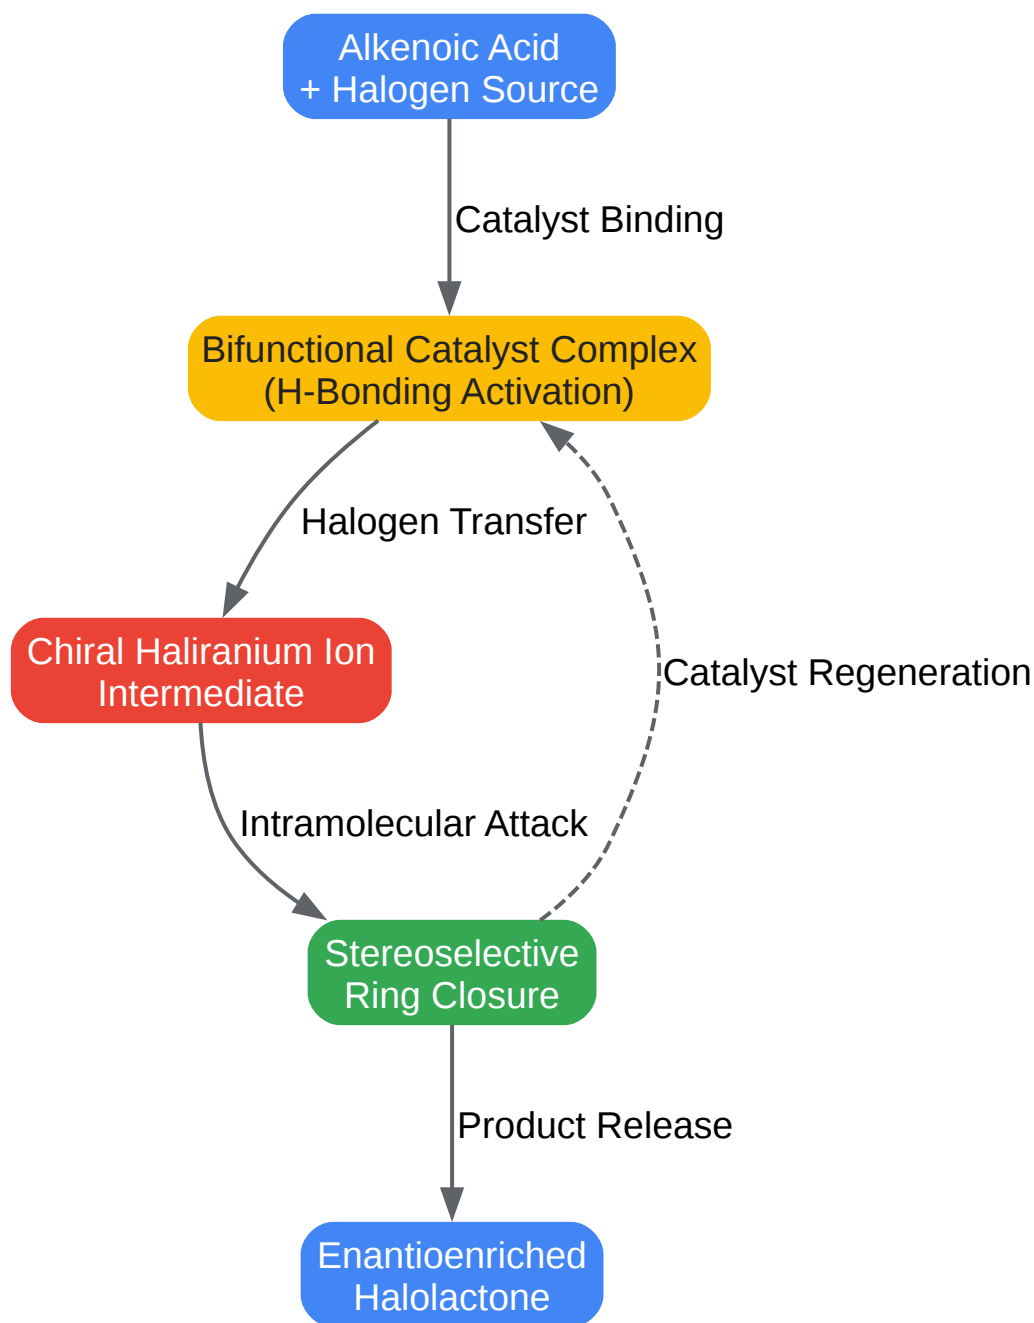 Alkenoic Acid
+ Halogen Source
Catalyst Binding
Bifunctional Catalyst Complex
(H-Bonding Activation)
Halogen Transfer
Chiral Haliranium Ion
Intermediate
Catalyst Regeneration
Intramolecular Attack
Stereoselective
Ring Closure
Product Release
Enantioenriched
Halolactone